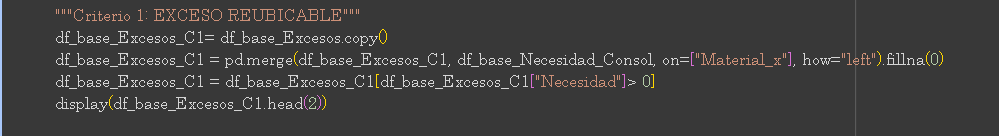 """Criterio 1: EXCESO REUBICABLE"""
df_base_Excesos_C1= df_base_Excesos.copy()
df_base_Excesos_C1 = pd.merge(df_base_Excesos_C1, df_base_Necesidad_Consol, on=["Material_x"], how="left").fillna(0)
df_base_Excesos_C1 = df_base_Excesos_C1[df_base_Excesos_C1["Necesidad"]> 0]
display(df_base_Excesos_C1.head(2))